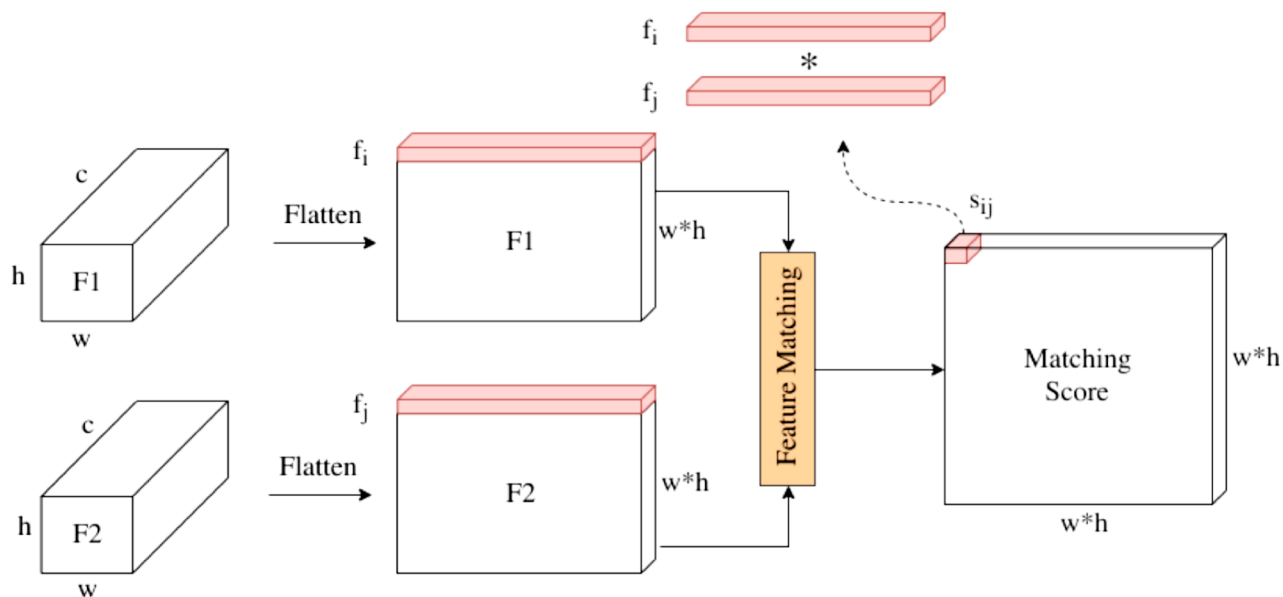 f_i
*
f_j
c
h
F1
w
Flatten
f_i
F1
w*h
c
h
F2
w
Flatten
f_j
F2
w*h
Feature Matching
s_ij
Matching
Score
w*h
w*h